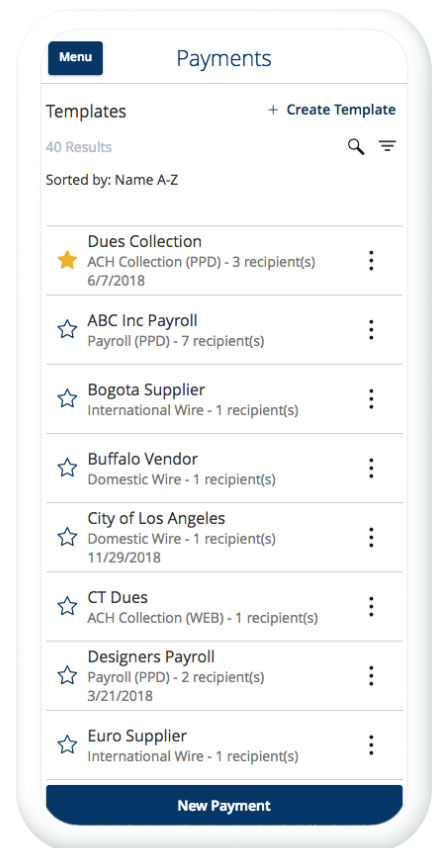 Menu
Payments
Templates
+ Create Template
40 Results
Sorted by: Name A-Z
Dues Collection
ACH Collection (PPD) - 3 recipient(s)
6/7/2018
ABC Inc Payroll
Payroll (PPD) - 7 recipient(s)
Bogota Supplier
International Wire - 1 recipient(s)
Buffalo Vendor
Domestic Wire - 1 recipient(s)
City of Los Angeles
Domestic Wire - 1 recipient(s)
11/29/2018
CT Dues
ACH Collection (WEB) - 1 recipient(s)
Designers Payroll
Payroll (PPD) - 2 recipient(s)
3/21/2018
Euro Supplier
International Wire - 1 recipient(s)
New Payment